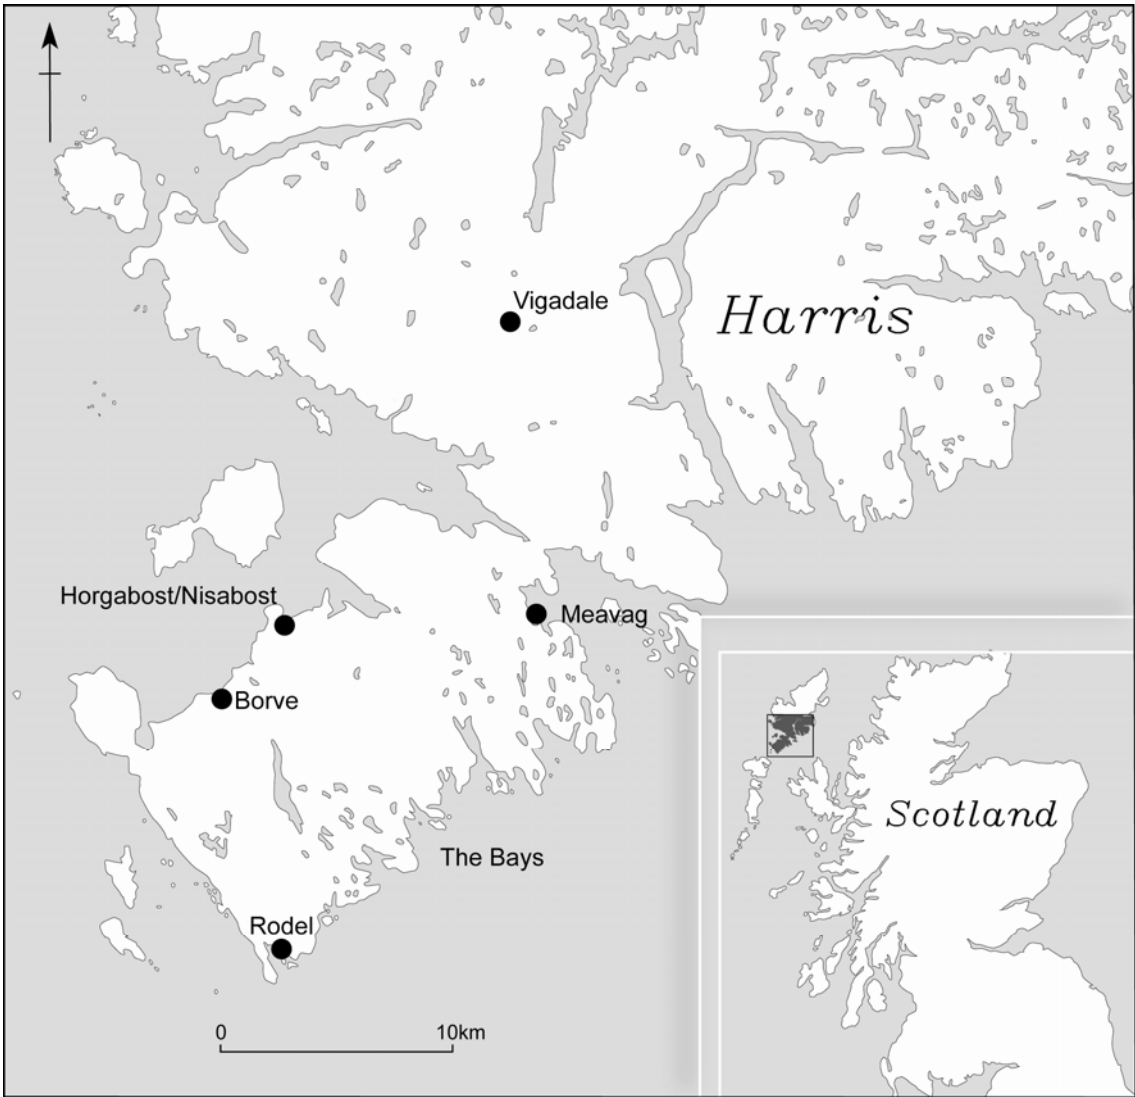 Vigadale
Harris
Horgabost/Nisabost
Meavag
Borve
Scotland
The Bays
Rodel
0 10km